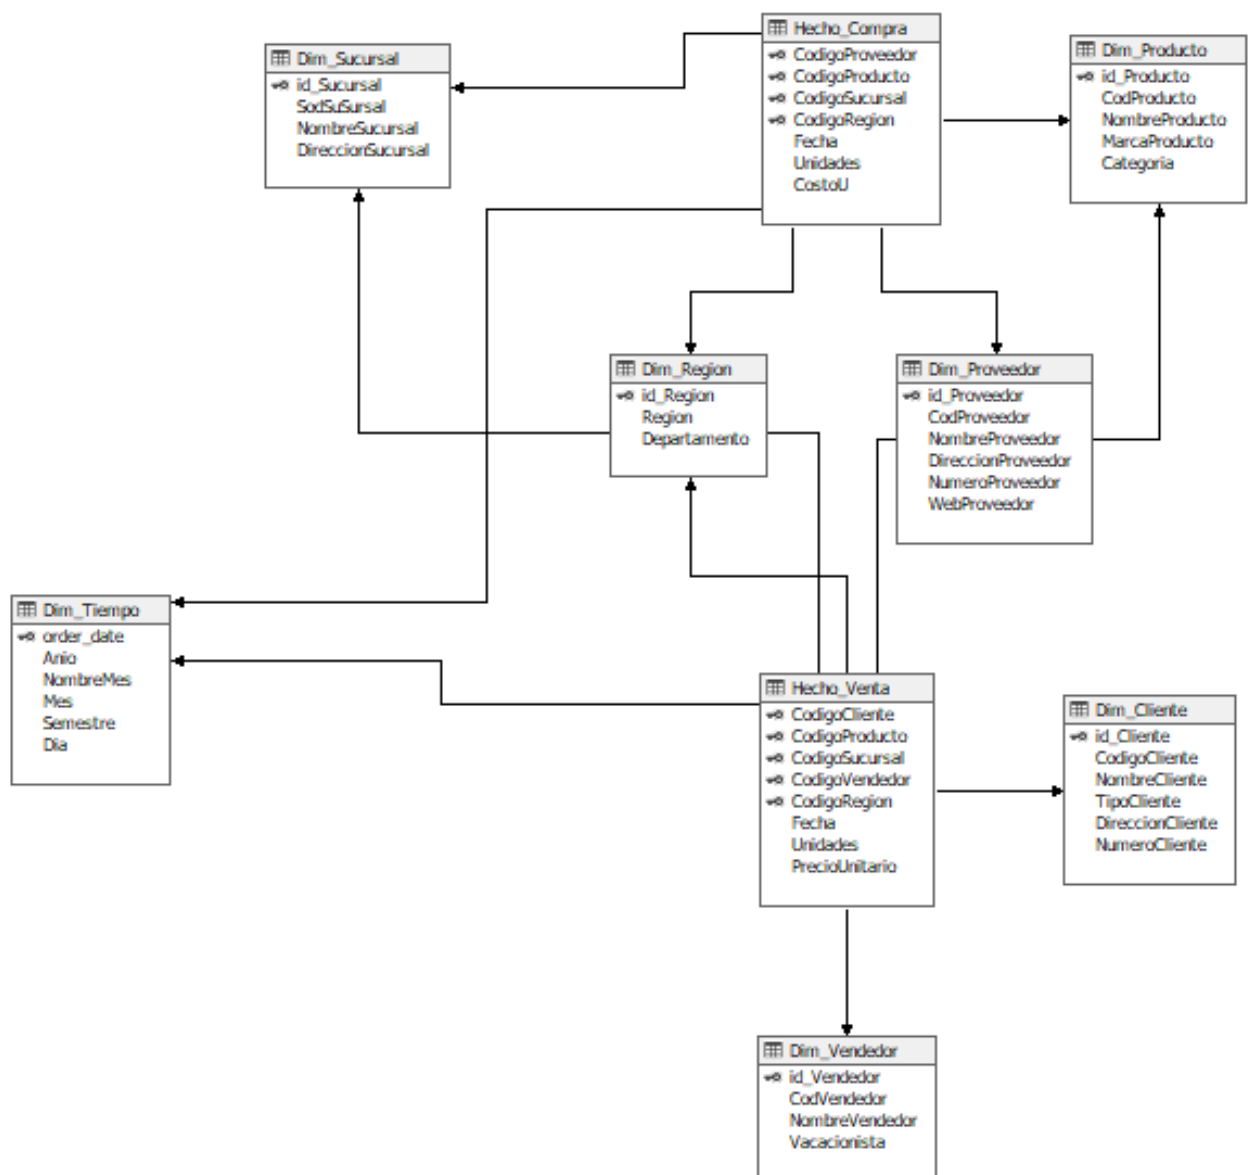 Hecho_Compra
CodigoProveedor
CodigoProducto
CodigoSucursal
CodigoRegion
Fecha
Unidades
CostoU
Dim_Sucursal
id_Sucursal
SodSuSursal
NombreSucursal
DireccionSucursal
Dim_Producto
id_Producto
CodProducto
NombreProducto
MarcaProducto
Categoria
Dim_Region
id_Region
Region
Departamento
Dim_Proveedor
id_Proveedor
CodProveedor
NombreProveedor
DireccionProveedor
NumeroProveedor
WebProveedor
Dim_Tiempo
order_date
Anio
NombreMes
Mes
Semestre
Dia
Hecho_Venta
CodigoCliente
CodigoProducto
CodigoSucursal
CodigoVendedor
CodigoRegion
Fecha
Unidades
PrecioUnitario
Dim_Cliente
id_Cliente
CodigoCliente
NombreCliente
TipoCliente
DireccionCliente
NumeroCliente
Dim_Vendedor
id_Vendedor
CodVendedor
NombreVendedor
Vacacionista